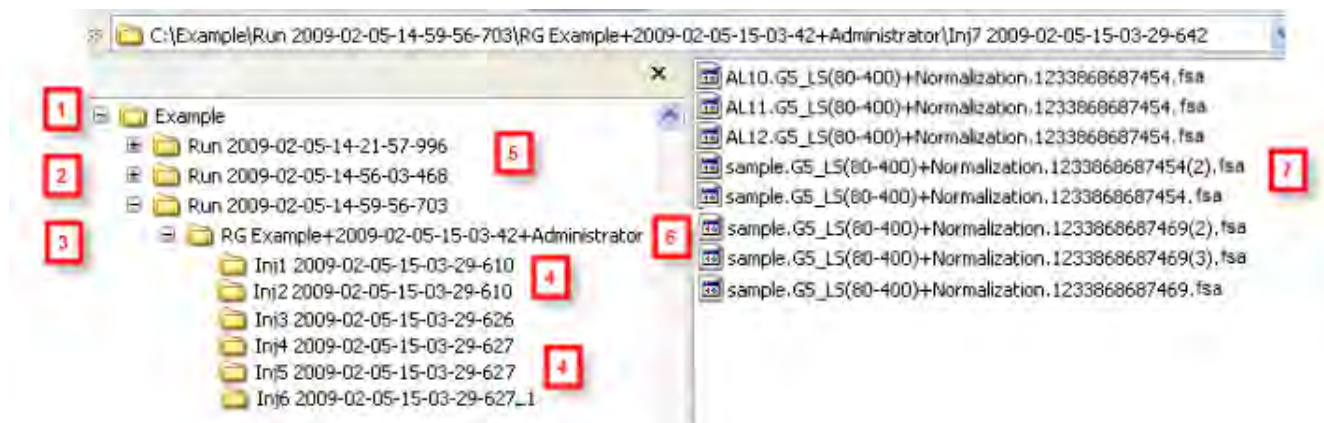 C:\Example\Run 2009-02-05-14-59-56-703\RG Example+2009-02-05-15-03-42+Administrator\Inj7 2009-02-05-15-03-29-642
1 Example
Run 2009-02-05-14-21-57-996 5
2 Run 2009-02-05-14-56-03-468
Run 2009-02-05-14-59-56-703
3 RG Example+2009-02-05-15-03-42+Administrator 6
Inj1 2009-02-05-15-03-29-610
4
Inj2 2009-02-05-15-03-29-610
Inj3 2009-02-05-15-03-29-626
Inj4 2009-02-05-15-03-29-627
Inj5 2009-02-05-15-03-29-627 4
Inj6 2009-02-05-15-03-29-627_1
AL10.G5_LS(80-400)+Normalization.1233868687454.fsa
AL11.G5_LS(80-400)+Normalization.1233868687454.fsa
AL12.G5_LS(80-400)+Normalization.1233868687454.fsa
sample.G5_LS(80-400)+Normalization.1233868687454(2).fsa 7
sample.G5_LS(80-400)+Normalization.1233868687454.fsa
sample.G5_LS(80-400)+Normalization.1233868687469(2).fsa
sample.G5_LS(80-400)+Normalization.1233868687469(3).fsa
sample.G5_LS(80-400)+Normalization.1233868687469.fsa